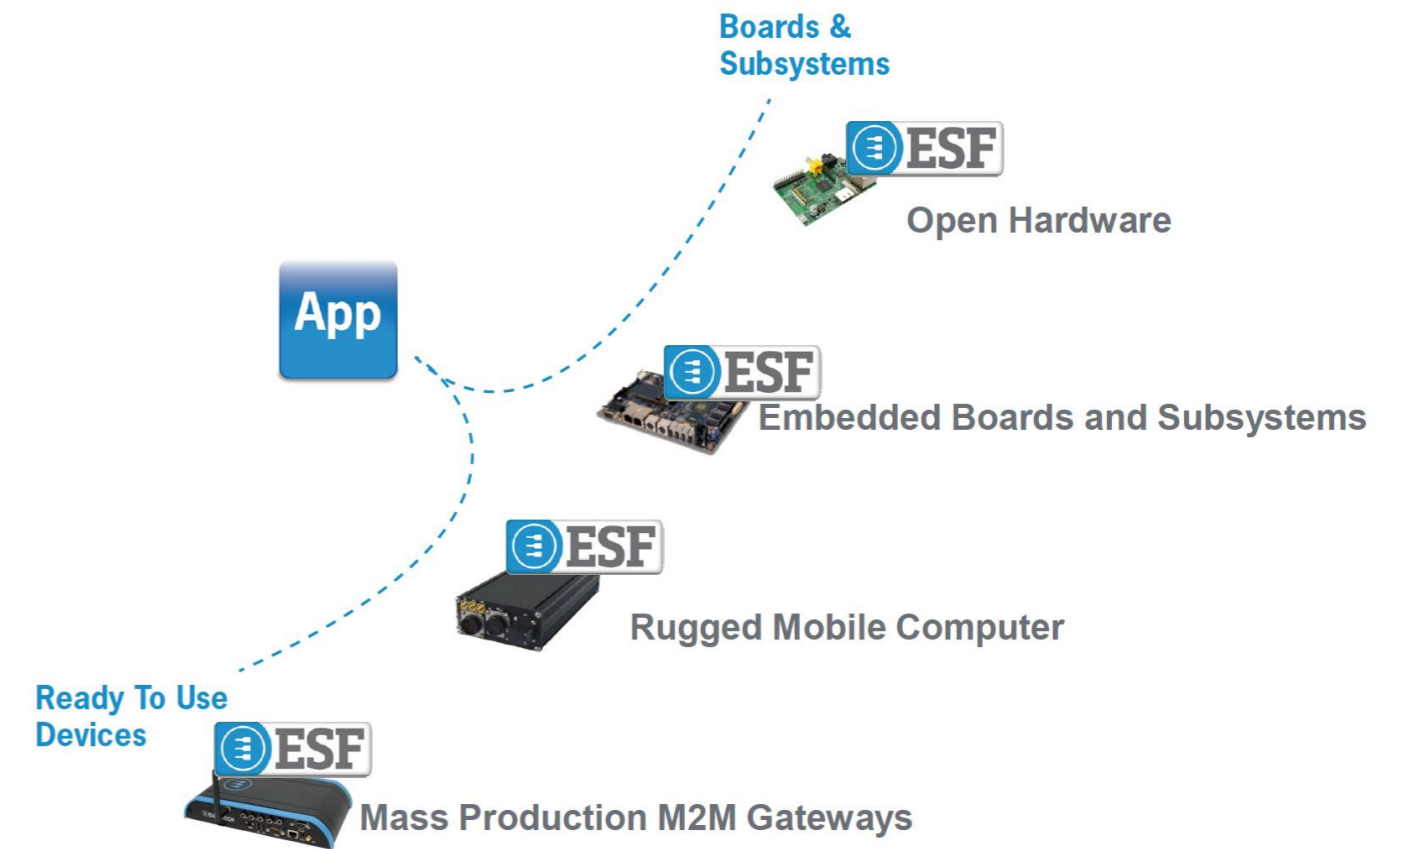 Boards &
Subsystems
ESF
Open Hardware
App
ESF
Embedded Boards and Subsystems
ESF
Rugged Mobile Computer
Ready To Use
Devices
ESF
Mass Production M2M Gateways